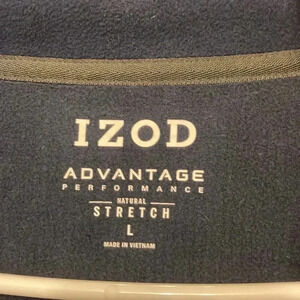 IZOD
ADVANTAGE
PERFORMANCE
NATURAL
STRETCH
L
MADE IN VIETNAM